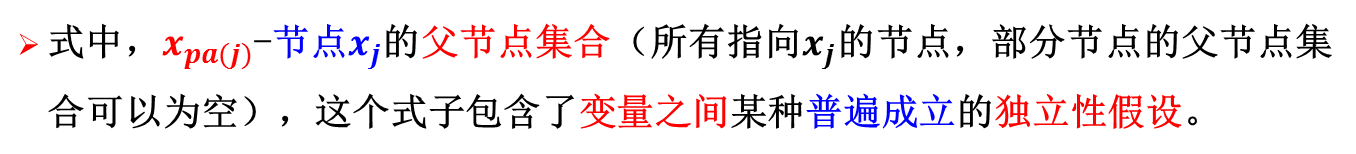 ➢ 式中，x_{pa(j)}-节点x_j的父节点集合（所有指向x_j的节点，部分节点的父节点集
合可以为空），这个式子包含了变量之间某种普遍成立的独立性假设。